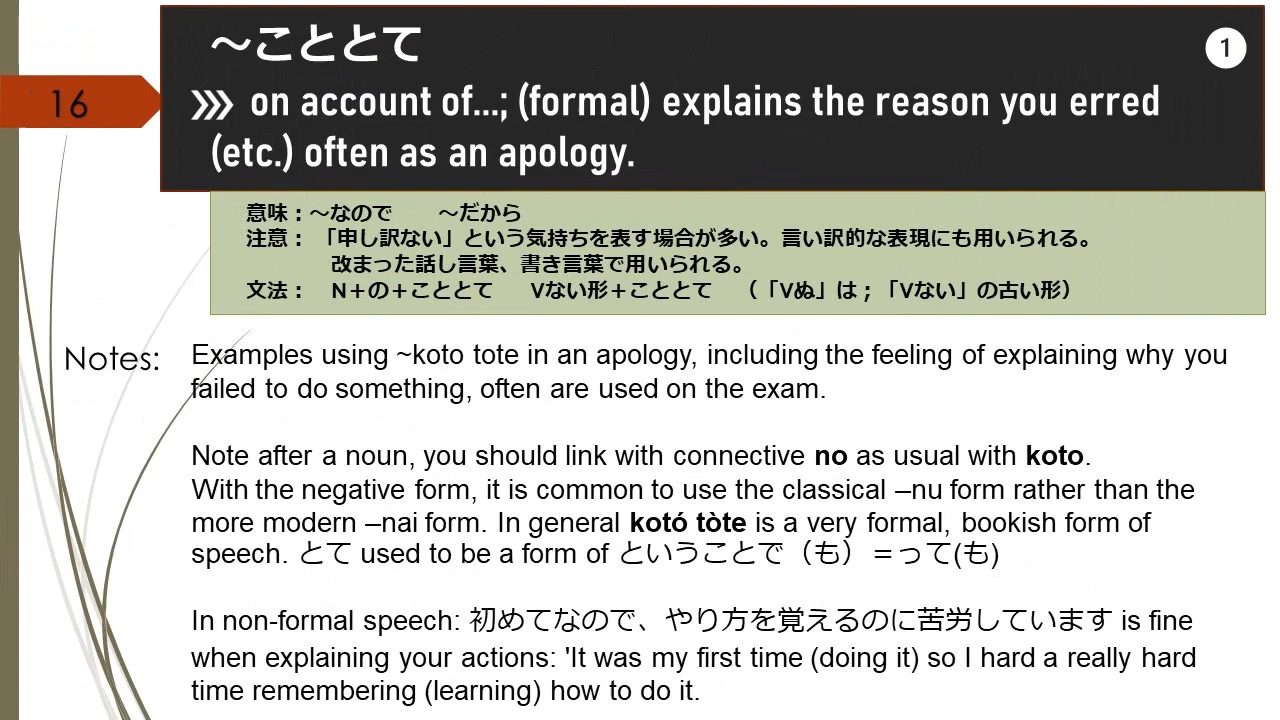 ～こととて
1
16
>>> on account of...; (formal) explains the reason you erred
(etc.) often as an apology.
意味：～なので　　～だから
注意：「申し訳ない」という気持ちを表す場合が多い。言い訳的な表現にも用いられる。
改まった話し言葉、書き言葉で用いられる。
文法：　N＋の＋こととて　　Vない形＋こととて　（「Vぬ」は；「Vない」の古い形）
Notes:
Examples using ~koto tote in an apology, including the feeling of explaining why you
failed to do something, often are used on the exam.
Note after a noun, you should link with connective no as usual with koto.
With the negative form, it is common to use the classical –nu form rather than the
more modern –nai form. In general kotó tòte is a very formal, bookish form of
speech. とて used to be a form of ということで（も）＝って(も)
In non-formal speech: 初めてなので、やり方を覚えるのに苦労しています is fine
when explaining your actions: 'It was my first time (doing it) so I hard a really hard
time remembering (learning) how to do it.